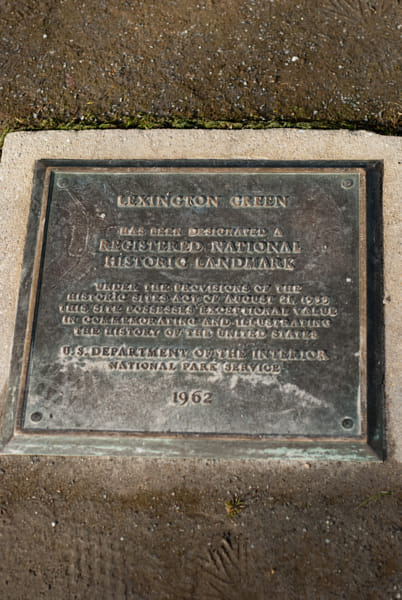 LEXINGTON GREEN
HAS BEEN DESIGNATED A
REGISTERED NATIONAL
HISTORIC LANDMARK
UNDER THE PROVISIONS OF THE
HISTORIC SITES ACT OF AUGUST 21, 1935
THIS SITE POSSESSES EXCEPTIONAL VALUE
IN COMMEMORATING AND ILLUSTRATING
THE HISTORY OF THE UNITED STATES
U.S. DEPARTMENT OF THE INTERIOR
NATIONAL PARK SERVICE
1962